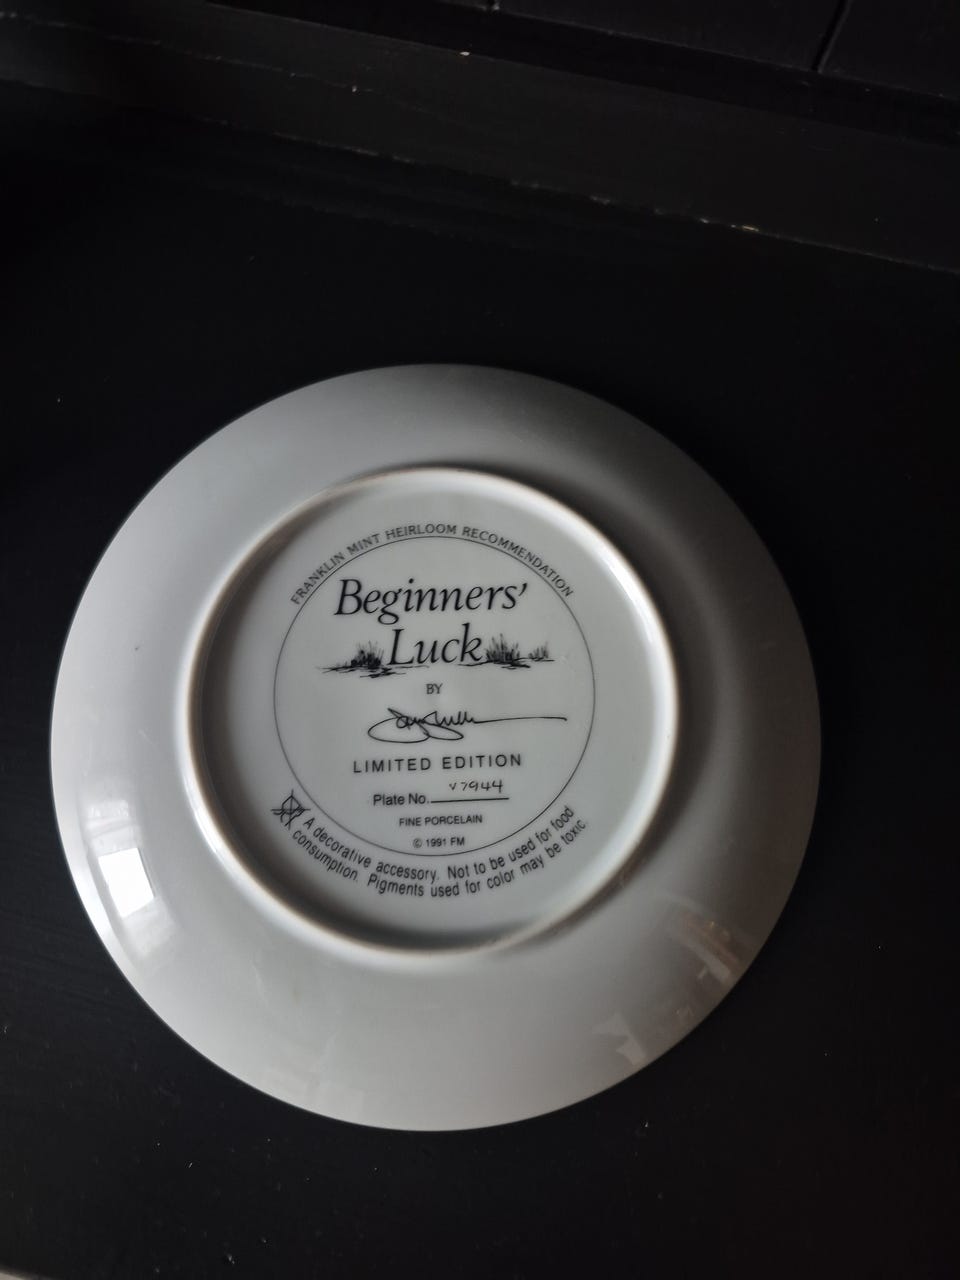 FRANKLIN MINT HEIRLOOM RECOMMENDATION
Beginners'
Luck
BY
LIMITED EDITION
Plate No. V7944
FINE PORCELAIN
© 1991 FM
A decorative accessory. Not to be used for food
consumption. Pigments used for color may be toxic.